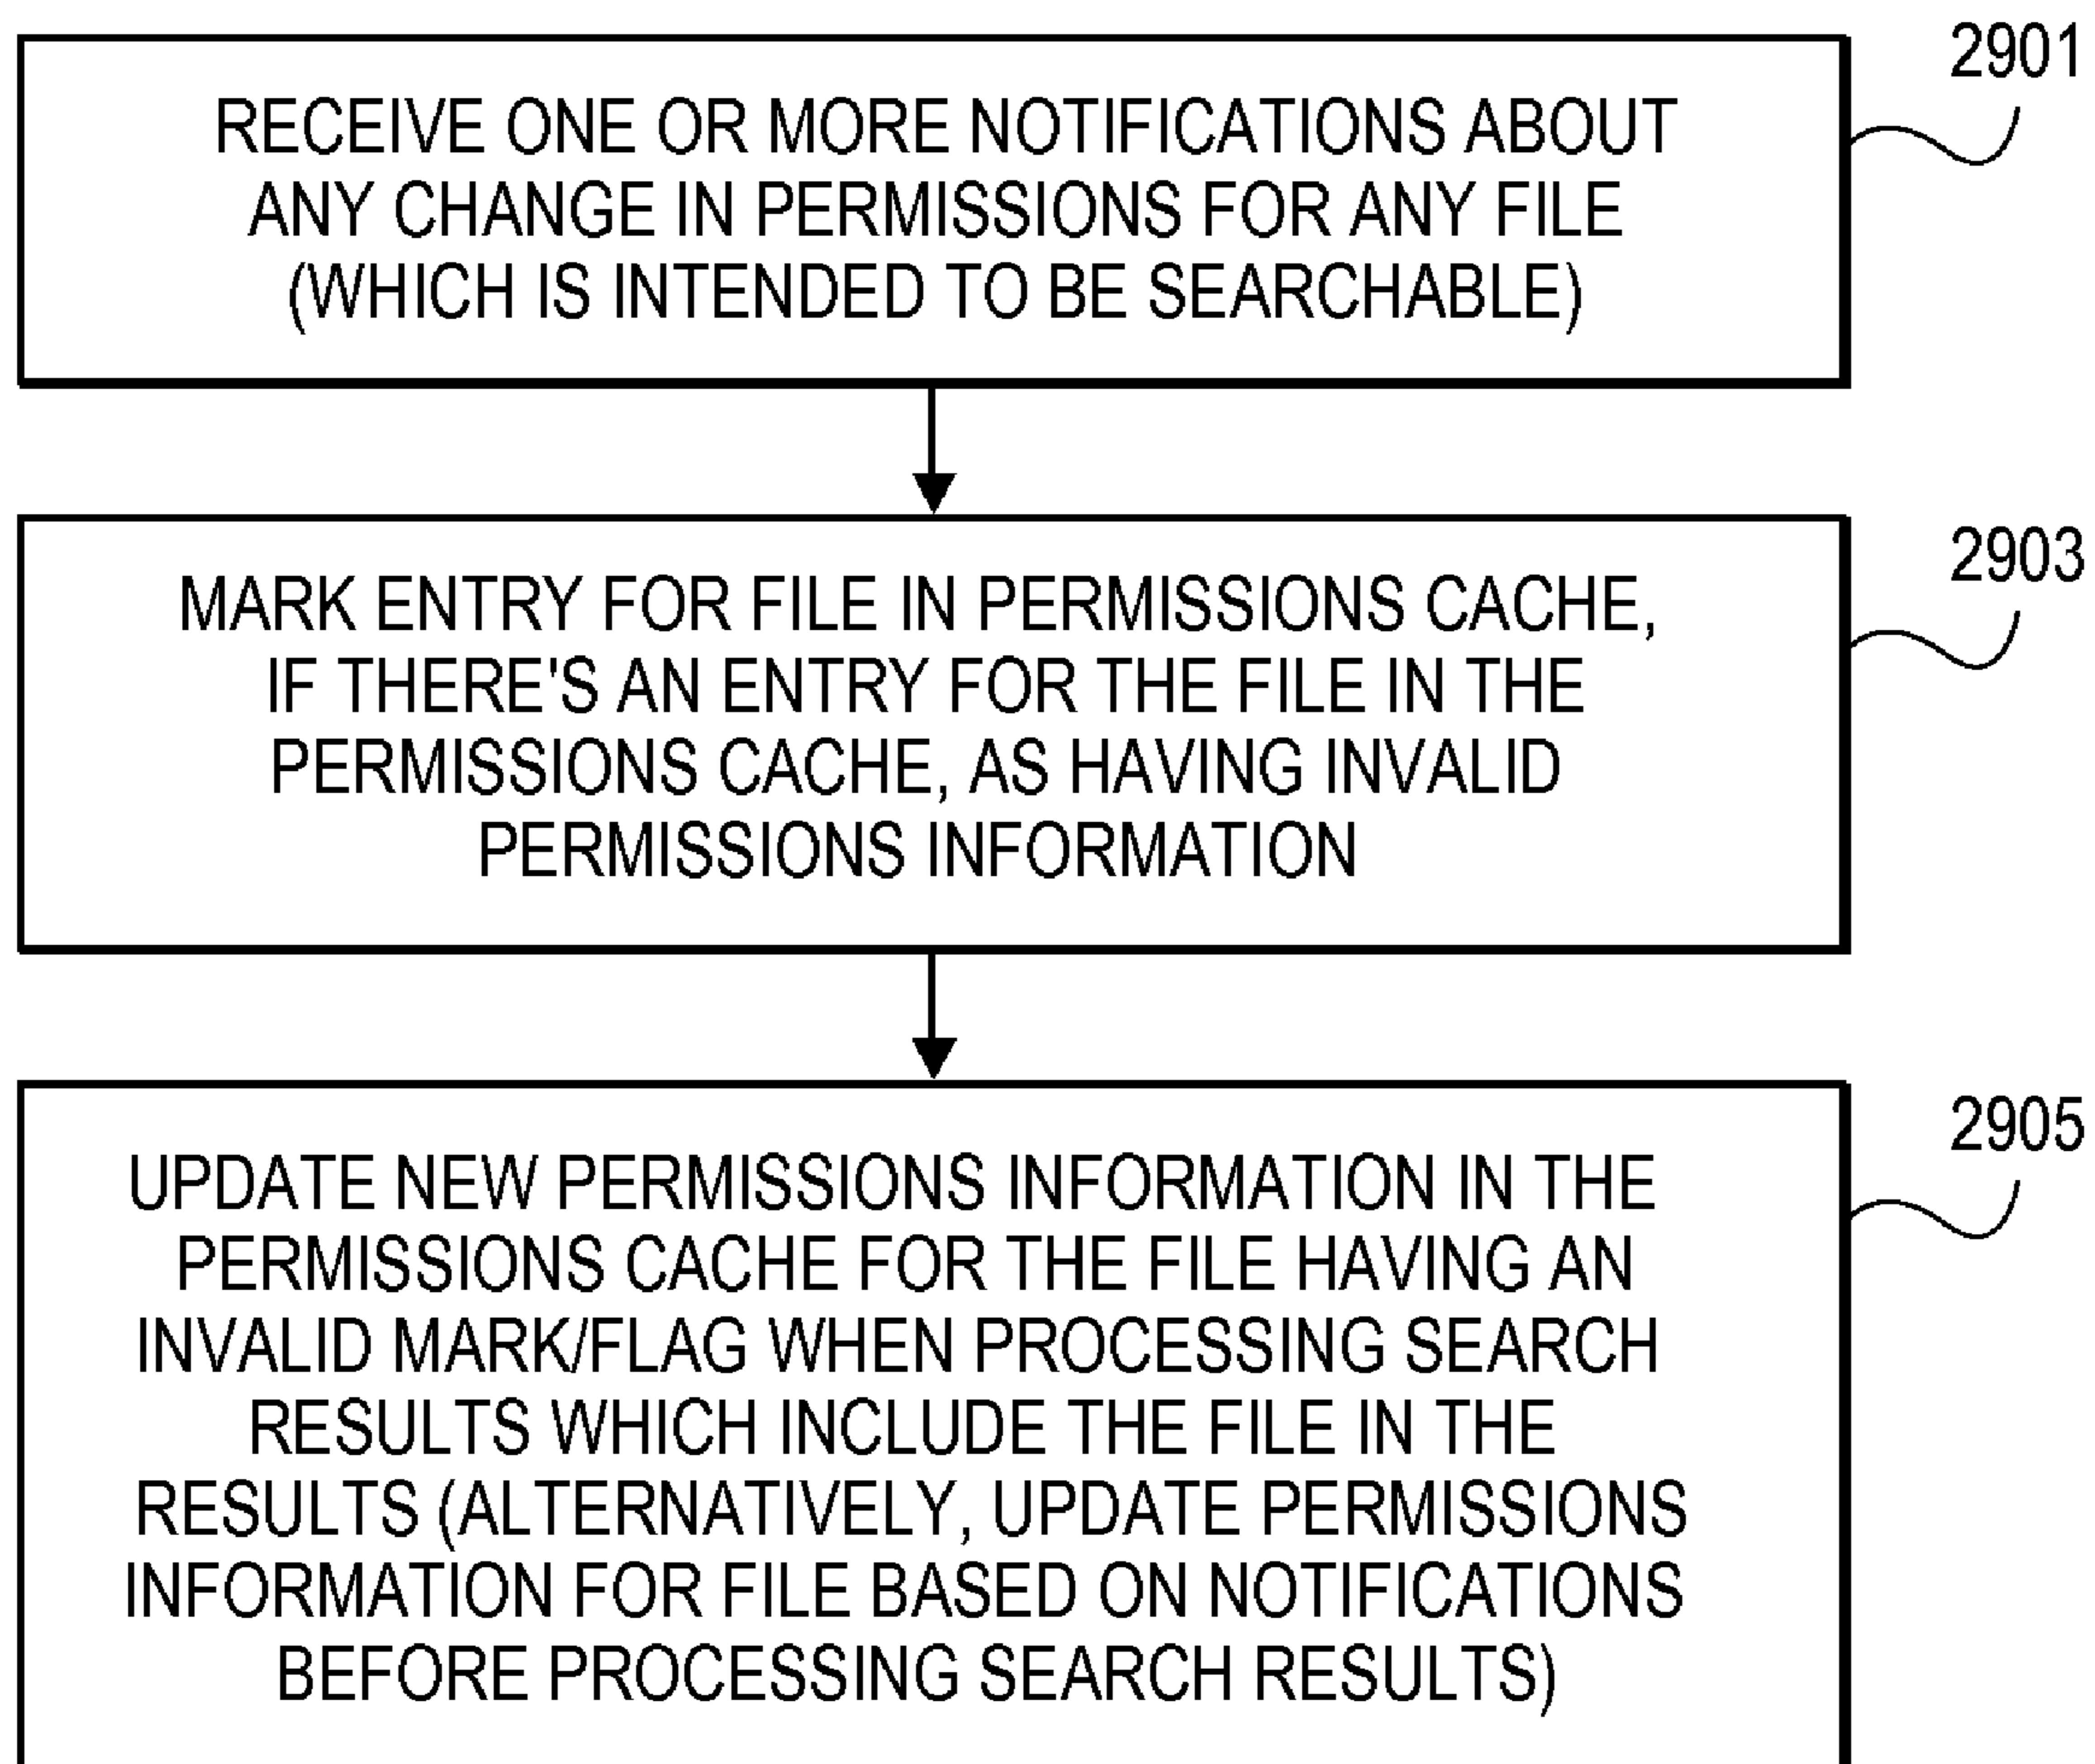 2901
RECEIVE ONE OR MORE NOTIFICATIONS ABOUT
ANY CHANGE IN PERMISSIONS FOR ANY FILE
(WHICH IS INTENDED TO BE SEARCHABLE)
2903
MARK ENTRY FOR FILE IN PERMISSIONS CACHE,
IF THERE'S AN ENTRY FOR THE FILE IN THE
PERMISSIONS CACHE, AS HAVING INVALID
PERMISSIONS INFORMATION
2905
UPDATE NEW PERMISSIONS INFORMATION IN THE
PERMISSIONS CACHE FOR THE FILE HAVING AN
INVALID MARK/FLAG WHEN PROCESSING SEARCH
RESULTS WHICH INCLUDE THE FILE IN THE
RESULTS (ALTERNATIVELY, UPDATE PERMISSIONS
INFORMATION FOR FILE BASED ON NOTIFICATIONS
BEFORE PROCESSING SEARCH RESULTS)